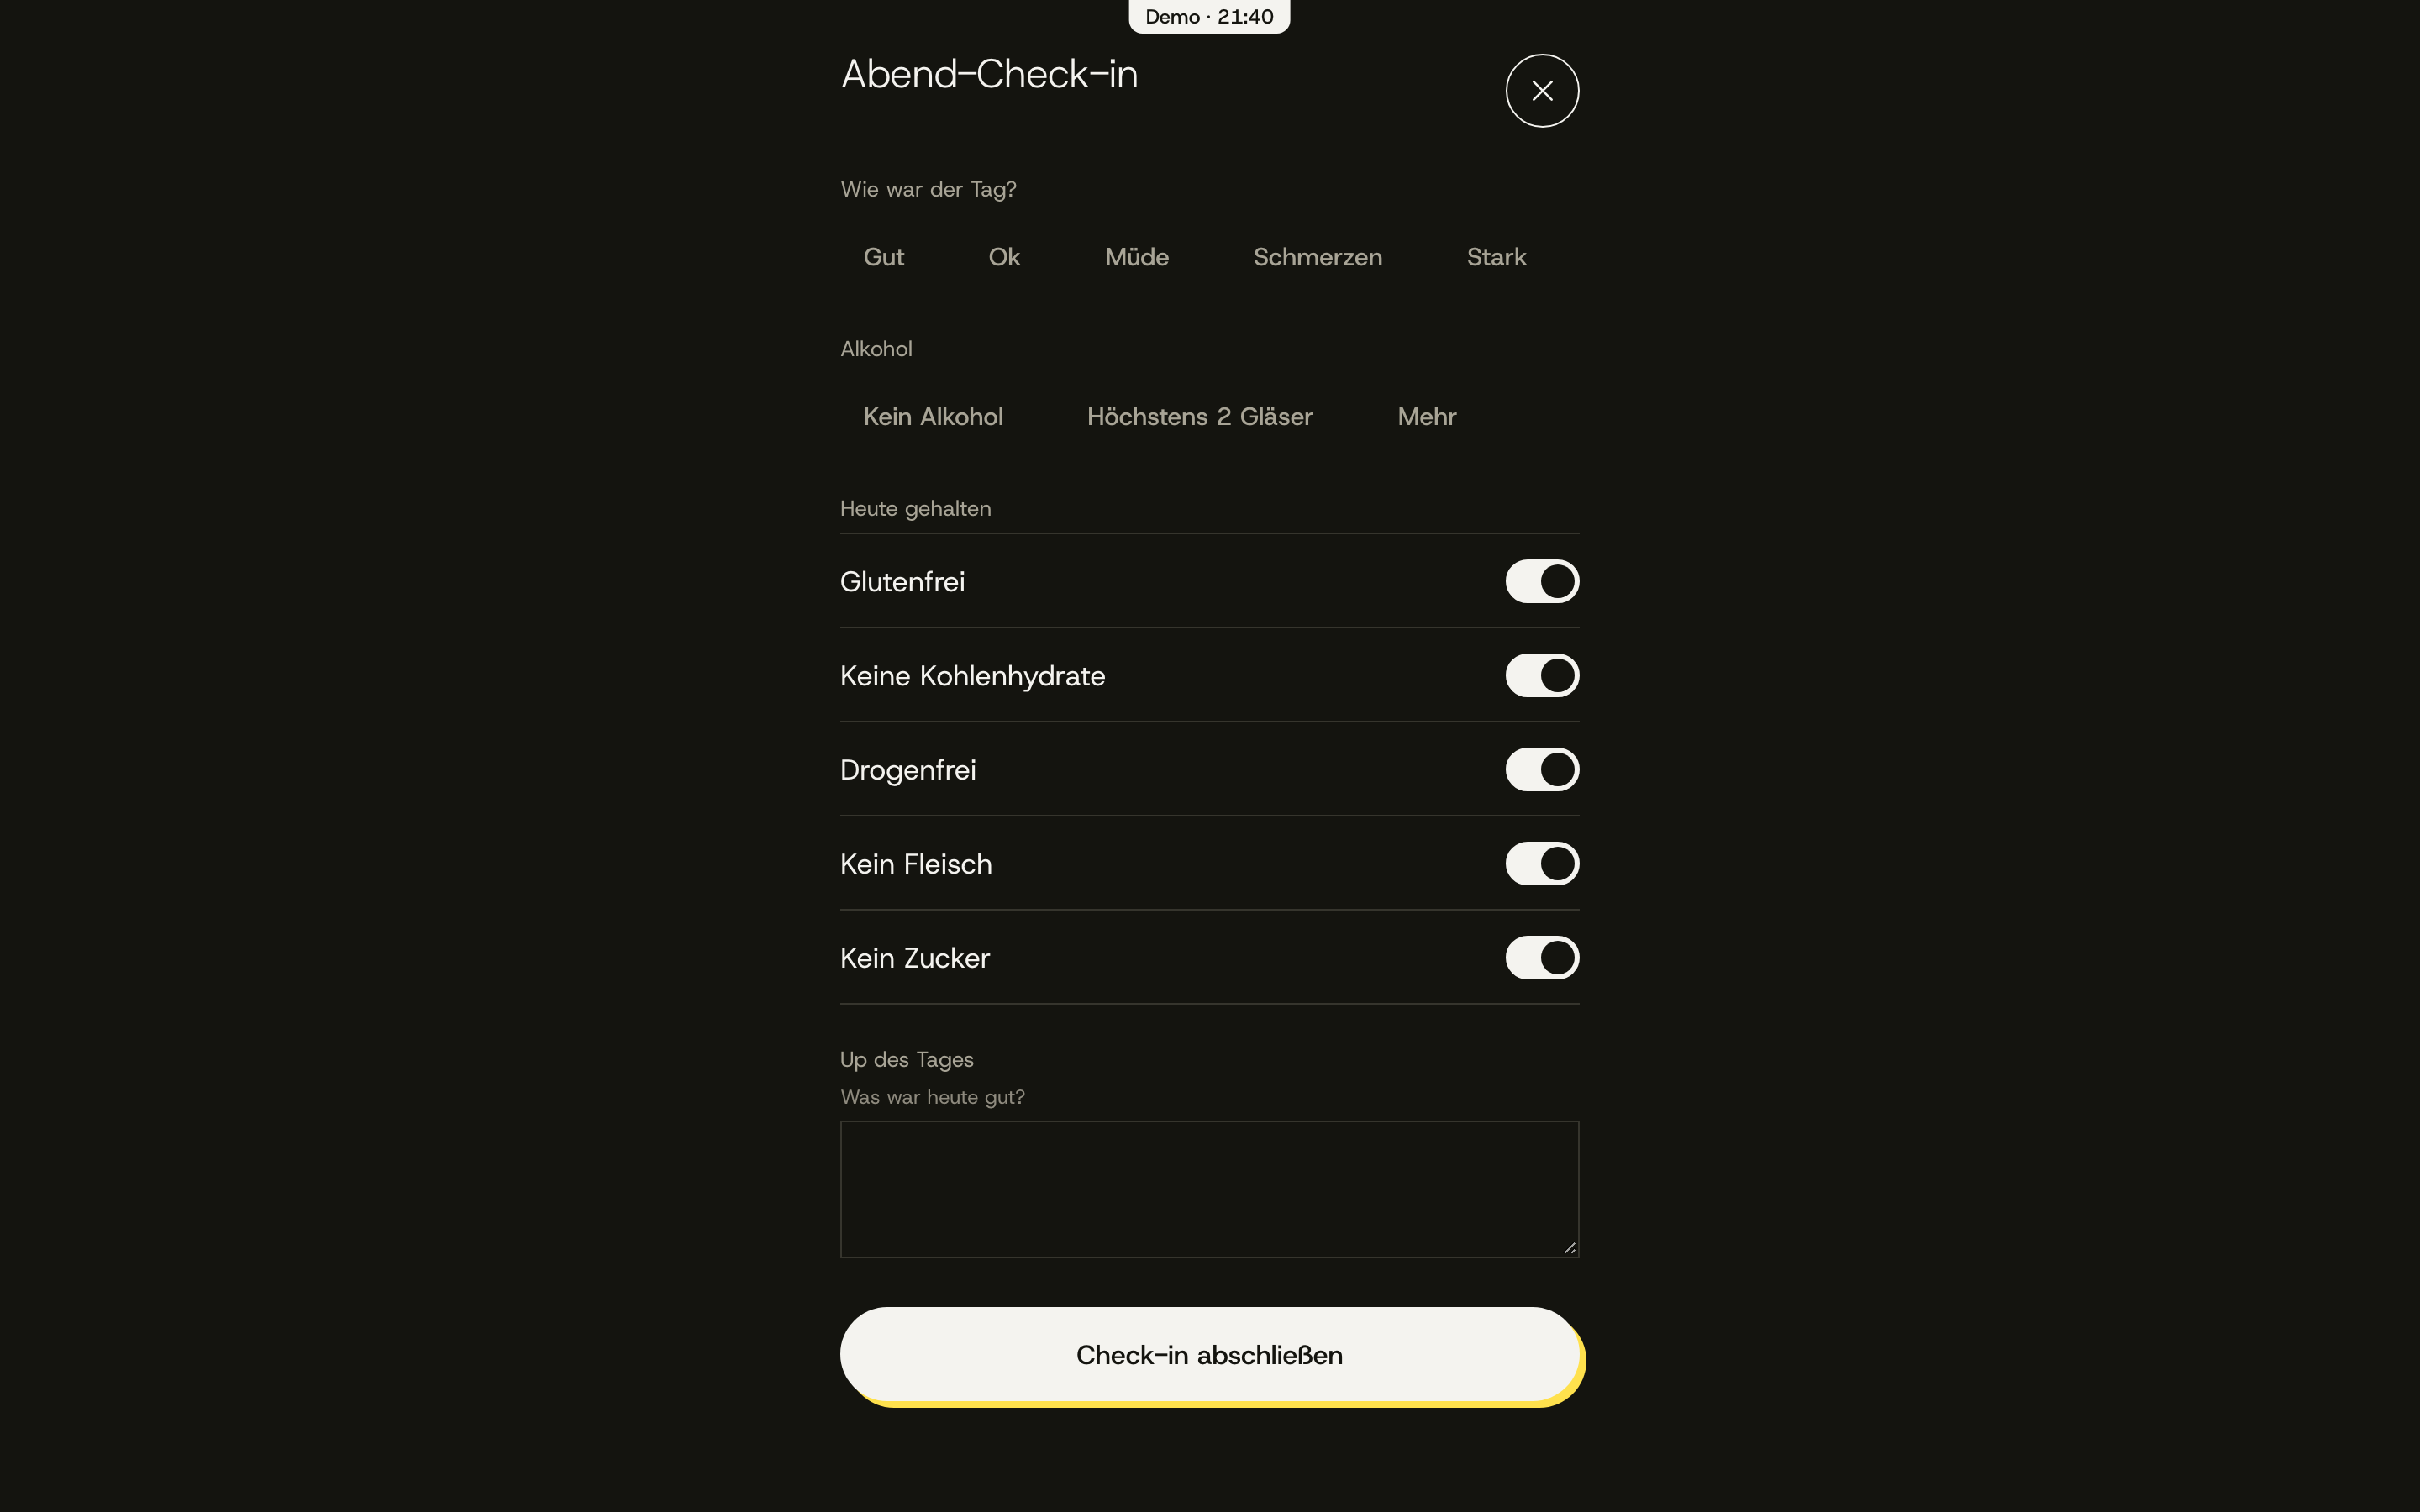 Demo · 21:40
Abend-Check-in
Wie war der Tag?
Gut Ok Müde Schmerzen Stark
Alkohol
Kein Alkohol Höchstens 2 Gläser Mehr
Heute gehalten
Glutenfrei
Keine Kohlenhydrate
Drogenfrei
Kein Fleisch
Kein Zucker
Up des Tages
Was war heute gut?
Check-in abschließen